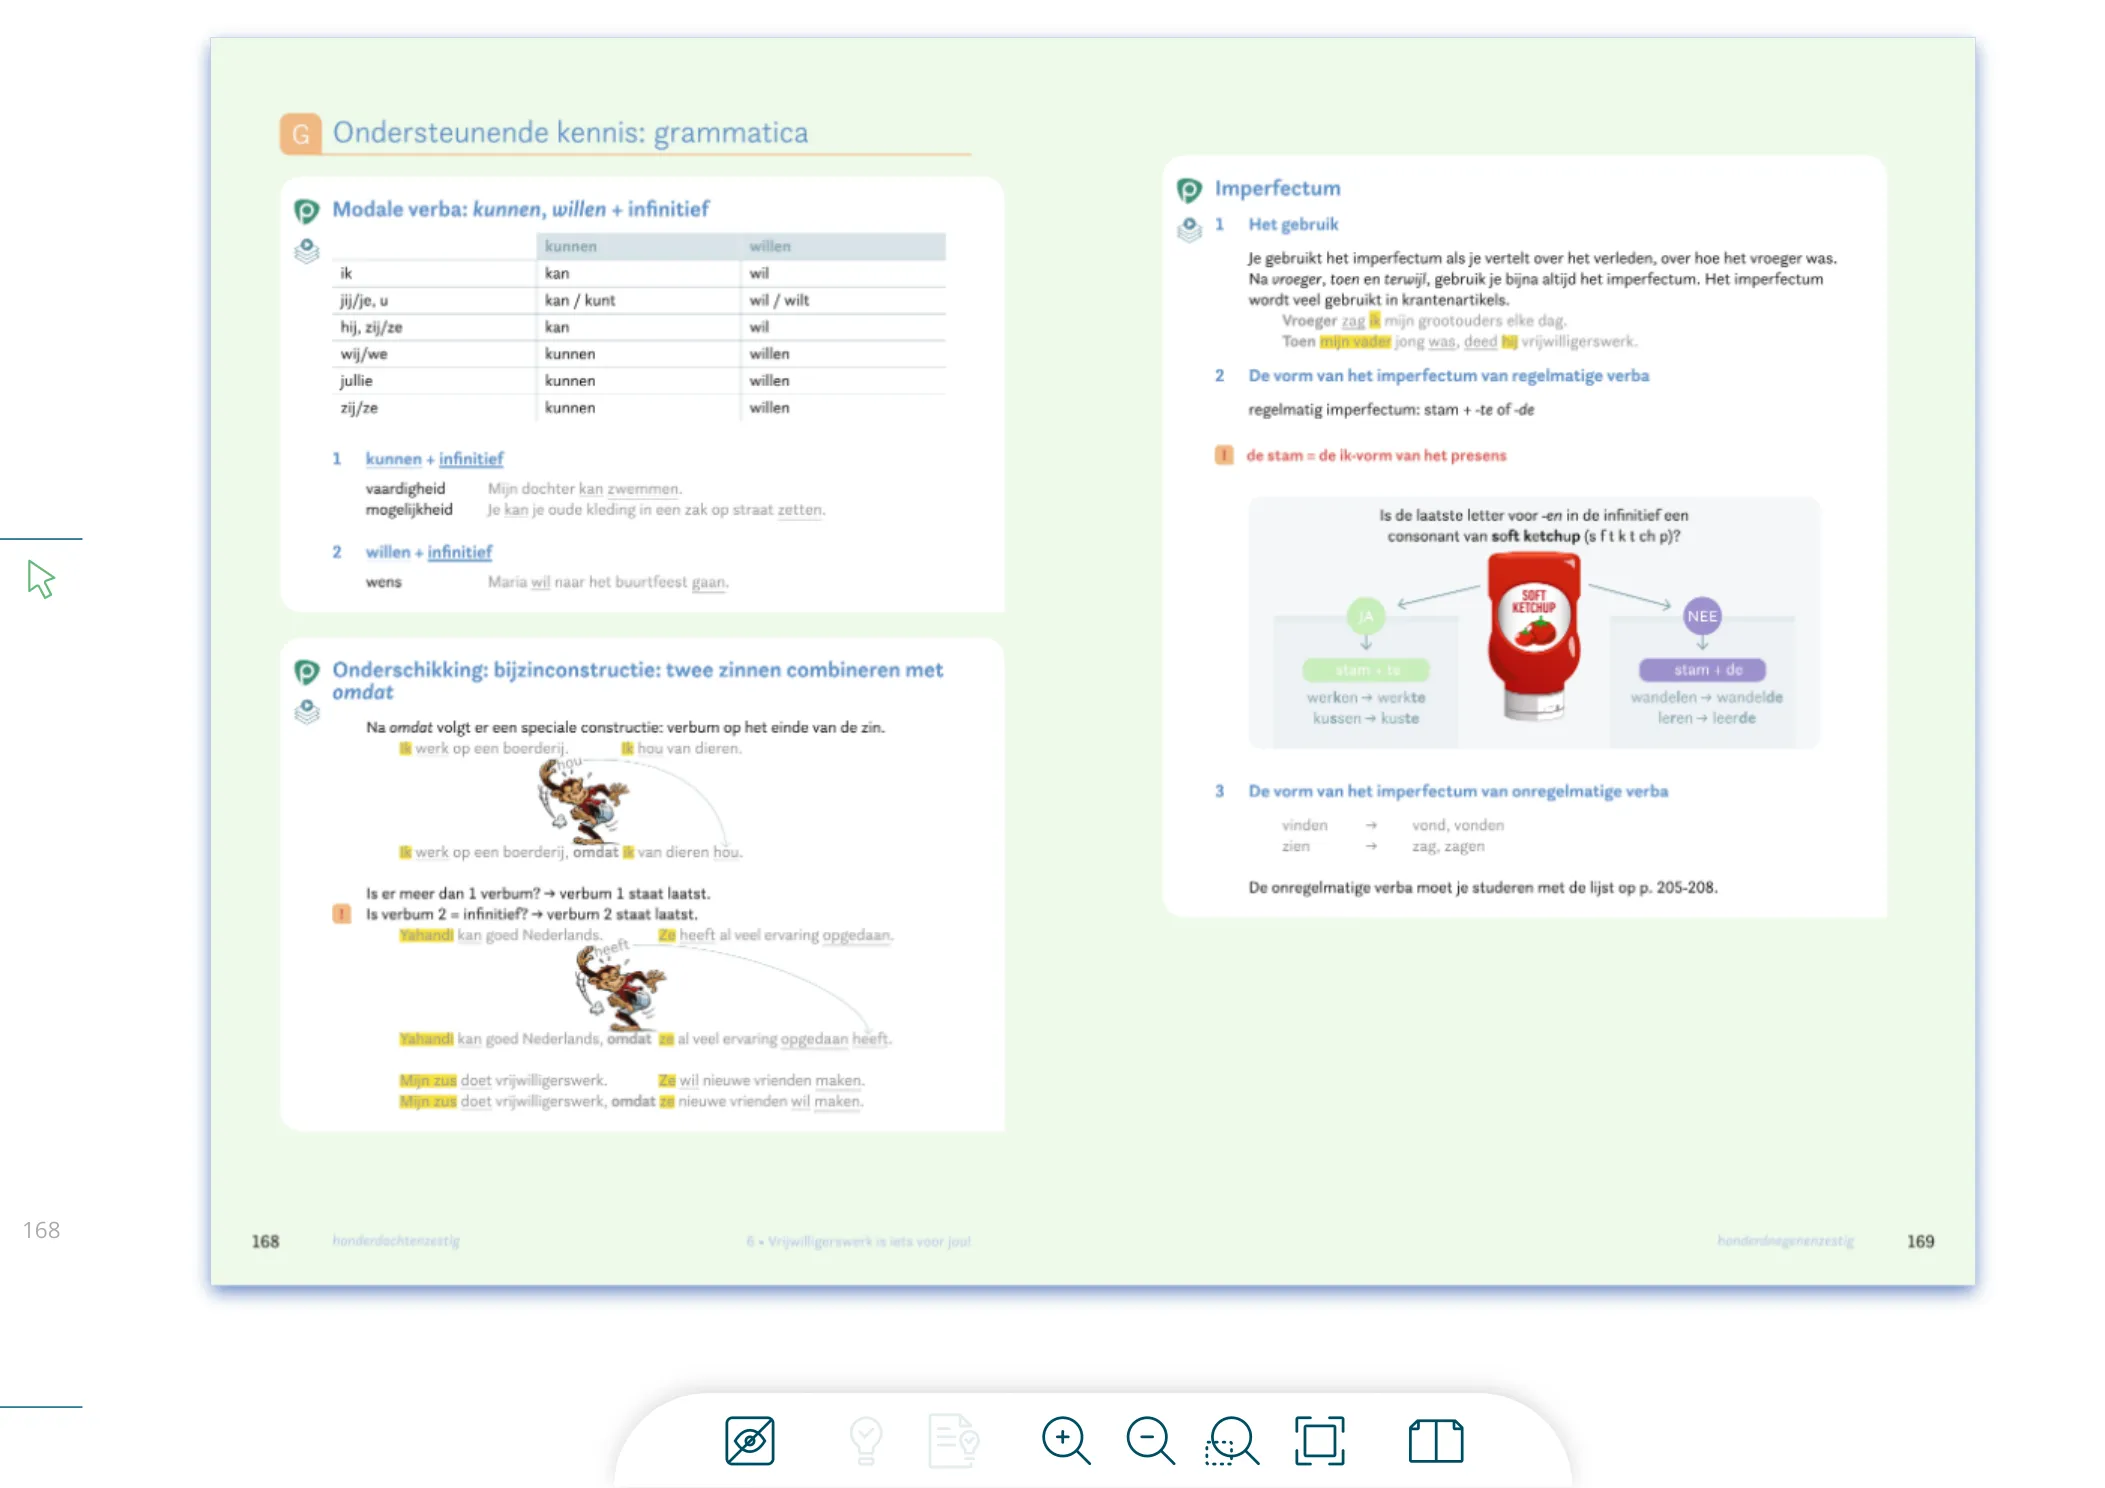 G Ondersteunende kennis: grammatica
Modale verba: kunnen, willen + infinitief
kunnen willen
ik kan wil
jij/je, u kan / kunt wil / wilt
hij, zij/ze kan wil
wij/we kunnen willen
jullie kunnen willen
zij/ze kunnen willen
1 kunnen + infinitief
vaardigheid Mijn dochter kan zwemmen.
mogelijkheid Je kan je oude kleding in een zak op straat zetten.
2 willen + infinitief
wens Maria wil naar het buurtfeest gaan.
Onderschikking: bijzinconstructie: twee zinnen combineren met
omdat
Na omdat volgt er een speciale constructie: verbum op het einde van de zin.
Ik werk op een boerderij. Ik hou van dieren.
hou
Ik werk op een boerderij, omdat ik van dieren hou.
Is er meer dan 1 verbum? → verbum 1 staat laatst.
! Is verbum 2 = infinitief? → verbum 2 staat laatst.
Yahandi kan goed Nederlands. Ze heeft al veel ervaring opgedaan.
heeft
Yahandi kan goed Nederlands, omdat ze al veel ervaring opgedaan heeft.
Mijn zus doet vrijwilligerswerk. Ze wil nieuwe vrienden maken.
Mijn zus doet vrijwilligerswerk, omdat ze nieuwe vrienden wil maken.
168 honderdachtenzestig 6 • Vrijwilligerswerk is iets voor jou!
Imperfectum
1 Het gebruik
Je gebruikt het imperfectum als je vertelt over het verleden, over hoe het vroeger was.
Na vroeger, toen en terwijl, gebruik je bijna altijd het imperfectum. Het imperfectum
wordt veel gebruikt in krantenartikels.
Vroeger zag ik mijn grootouders elke dag.
Toen mijn vader jong was, deed hij vrijwilligerswerk.
2 De vorm van het imperfectum van regelmatige verba
regelmatig imperfectum: stam + -te of -de
! de stam = de ik-vorm van het presens
Is de laatste letter voor -en in de infinitief een
consonant van soft ketchup (s f t k t ch p)?
SOFT
KETCHUP
JA NEE
stam + te stam + de
werken → werkte wandelen → wandelde
kussen → kuste leren → leerde
3 De vorm van het imperfectum van onregelmatige verba
vinden → vond, vonden
zien → zag, zagen
De onregelmatige verba moet je studeren met de lijst op p. 205-208.
honderdnegenenzestig 169
168